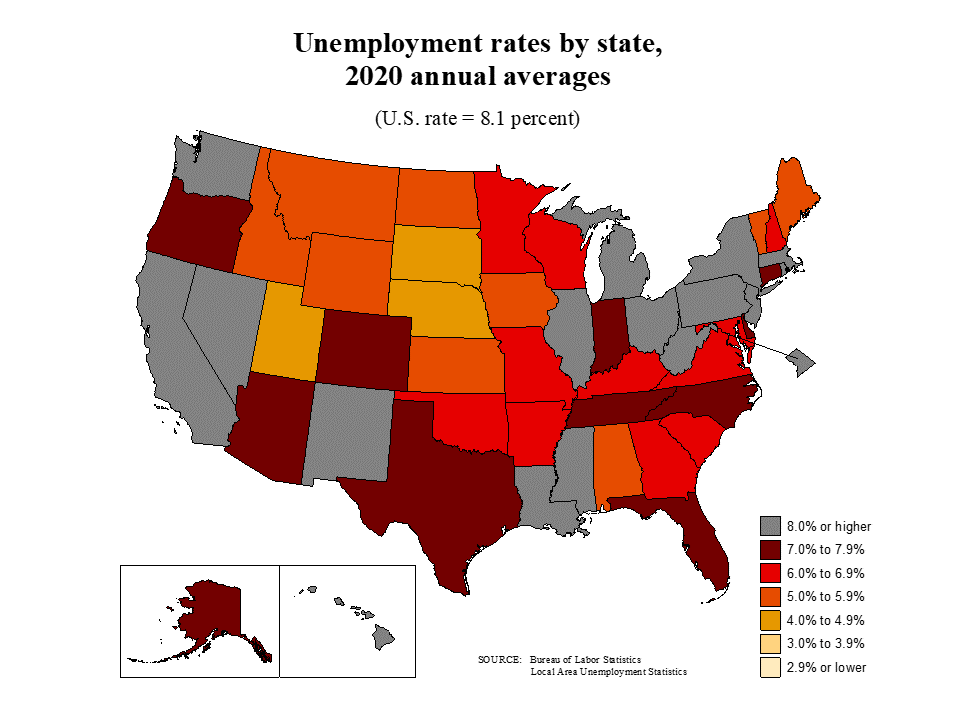 Unemployment rates by state,
2020 annual averages
(U.S. rate = 8.1 percent)
8.0% or higher
7.0% to 7.9%
6.0% to 6.9%
5.0% to 5.9%
4.0% to 4.9%
3.0% to 3.9%
2.9% or lower
SOURCE: Bureau of Labor Statistics
Local Area Unemployment Statistics